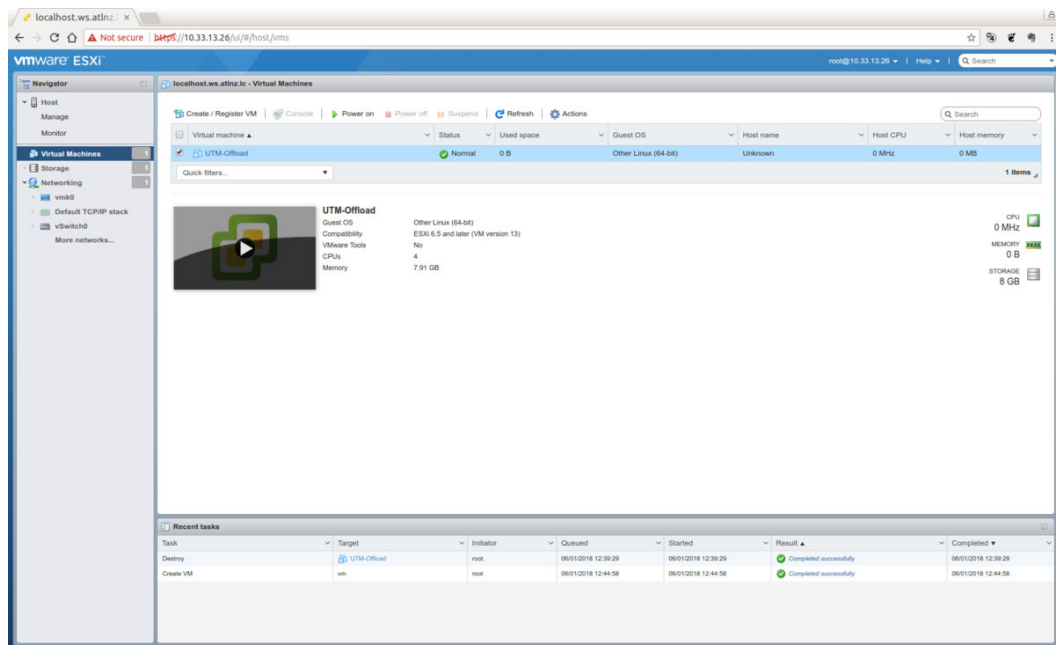 localhost.ws.atlnz.l ×
Not secure | https://10.33.13.26/ui/#/host/vms
vmware ESXi™
root@10.33.13.26 | Help | Search
Navigator
localhost.ws.atlnz.lc - Virtual Machines
Host
Manage
Monitor
Virtual Machines 1
Storage 1
Networking 1
vmk0
Default TCP/IP stack
vSwitch0
More networks...
Create / Register VM | Console | Power on Power off Suspend | Refresh | Actions
Search
Virtual machine Status Used space Guest OS Host name Host CPU Host memory
UTM-Offload Normal 0 B Other Linux (64-bit) Unknown 0 MHz 0 MB
Quick filters... 1 items
UTM-Offload
Guest OS Other Linux (64-bit)
Compatibility ESXi 6.5 and later (VM version 13)
VMware Tools No
CPUs 4
Memory 7.91 GB
CPU
0 MHz
MEMORY
0 B
STORAGE
8 GB
Recent tasks
Task Target Initiator Queued Started Result Completed
Destroy UTM-Offload root 06/01/2018 12:39:29 06/01/2018 12:39:29 Completed successfully 06/01/2018 12:39:29
Create VM vm root 06/01/2018 12:44:58 06/01/2018 12:44:58 Completed successfully 06/01/2018 12:44:58